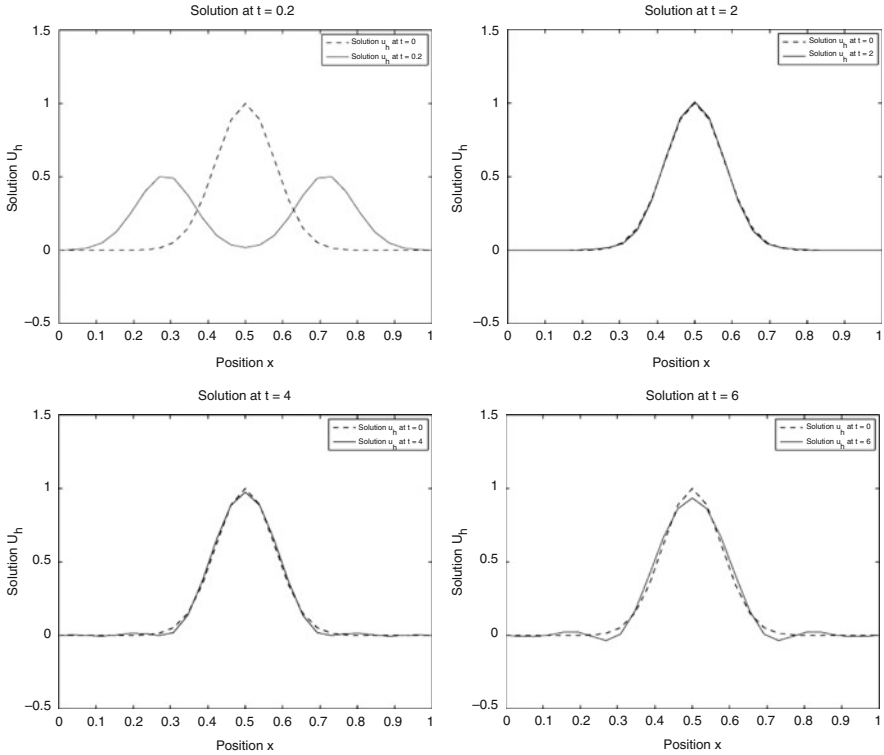 Solution at t = 0.2
1.5
1
0.5
0
–0.5
Solution U_h
0 0.1 0.2 0.3 0.4 0.5 0.6 0.7 0.8 0.9 1
Position x
Solution u_h at t = 0
Solution u_h at t = 0.2
Solution at t = 2
1.5
1
0.5
0
–0.5
Solution U_h
0 0.1 0.2 0.3 0.4 0.5 0.6 0.7 0.8 0.9 1
Position x
Solution u_h at t = 0
Solution u_h at t = 2
Solution at t = 4
1.5
1
0.5
0
–0.5
Solution U_h
0 0.1 0.2 0.3 0.4 0.5 0.6 0.7 0.8 0.9 1
Position x
Solution u_h at t = 0
Solution u_h at t = 4
Solution at t = 6
1.5
1
0.5
0
–0.5
Solution U_h
0 0.1 0.2 0.3 0.4 0.5 0.6 0.7 0.8 0.9 1
Position x
Solution u_h at t = 0
Solution u_h at t = 6